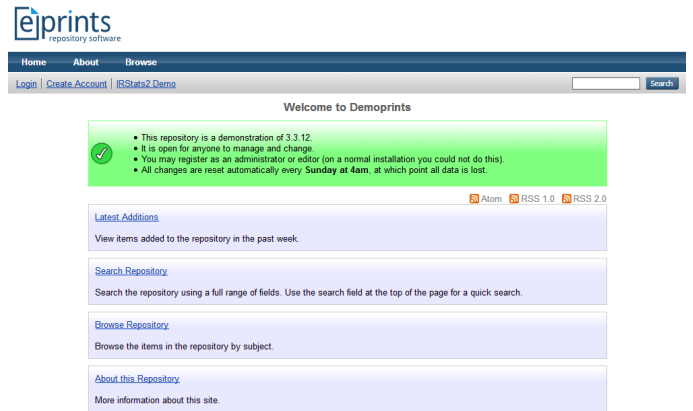 eprints
repository software
Home About Browse
Login | Create Account | IRStats2 Demo Search
Welcome to Demoprints
• This repository is a demonstration of 3.3.12.
• It is open for anyone to manage and change.
• You may register as an administrator or editor (on a normal installation you could not do this).
• All changes are reset automatically every Sunday at 4am, at which point all data is lost.
Atom RSS 1.0 RSS 2.0
Latest Additions
View items added to the repository in the past week.
Search Repository
Search the repository using a full range of fields. Use the search field at the top of the page for a quick search.
Browse Repository
Browse the items in the repository by subject.
About this Repository
More information about this site.